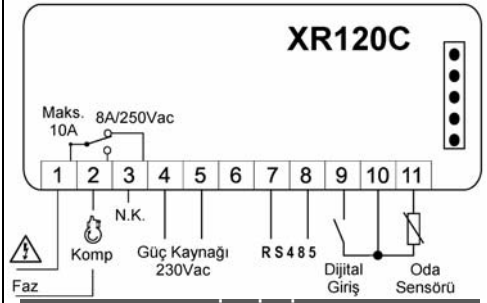 XR120C
Maks. 8A/250Vac
10A
1 2 3 4 5 6 7 8 9 10 11
N.K.
Komp
Güç Kaynağı
230Vac
RS485
Dijital
Giriş
Oda
Sensörü
Faz